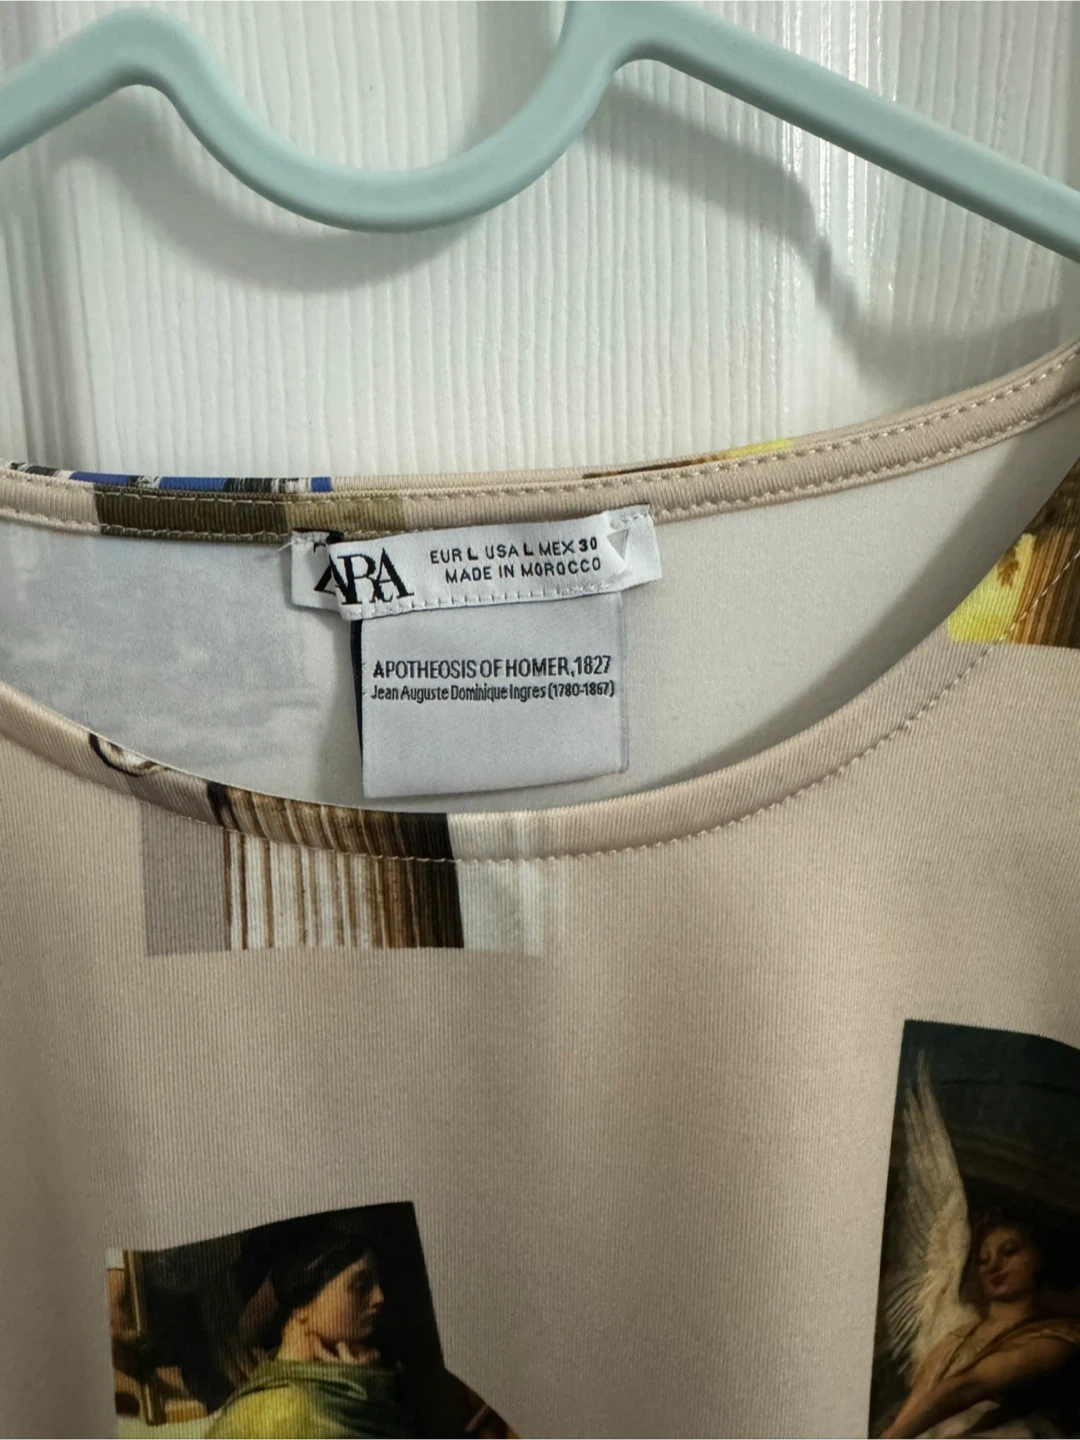 ZARA
EUR L USA L MEX 30
MADE IN MOROCCO
APOTHEOSIS OF HOMER,1827
Jean Auguste Dominique Ingres (1780-1867)